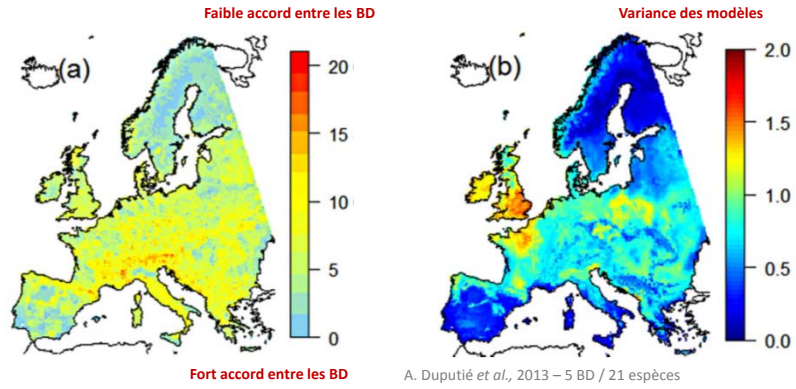 Faible accord entre les BD
Variance des modèles
(a)
20
15
10
5
0
(b)
2.0
1.5
1.0
0.5
0.0
Fort accord entre les BD
A. Duputié et al., 2013 – 5 BD / 21 espèces